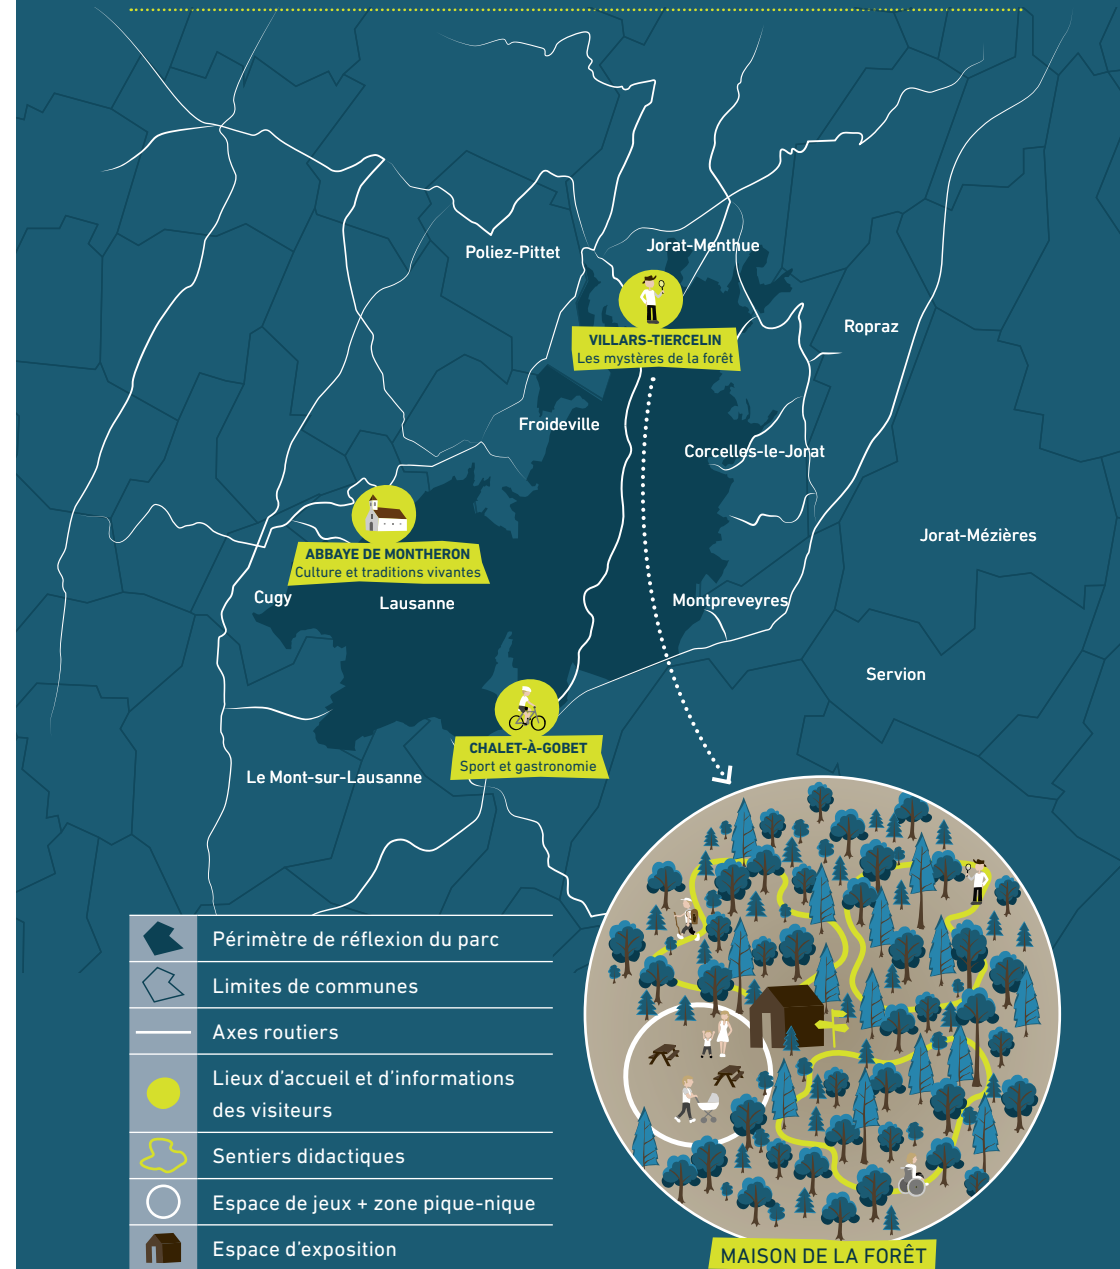 Poliez-Pittet
Jorat-Menthue
Ropraz
VILLARS-TIERCELIN
Les mystères de la forêt
Froideville
Corcelles-le-Jorat
Jorat-Mézières
ABBAYE DE MONTHERON
Culture et traditions vivantes
Cugy
Lausanne
Montpreveyres
Servion
CHALET-À-GOBET
Sport et gastronomie
Le Mont-sur-Lausanne
Périmètre de réflexion du parc
Limites de communes
Axes routiers
Lieux d'accueil et d'informations
des visiteurs
Sentiers didactiques
Espace de jeux + zone pique-nique
Espace d'exposition
MAISON DE LA FORÊT